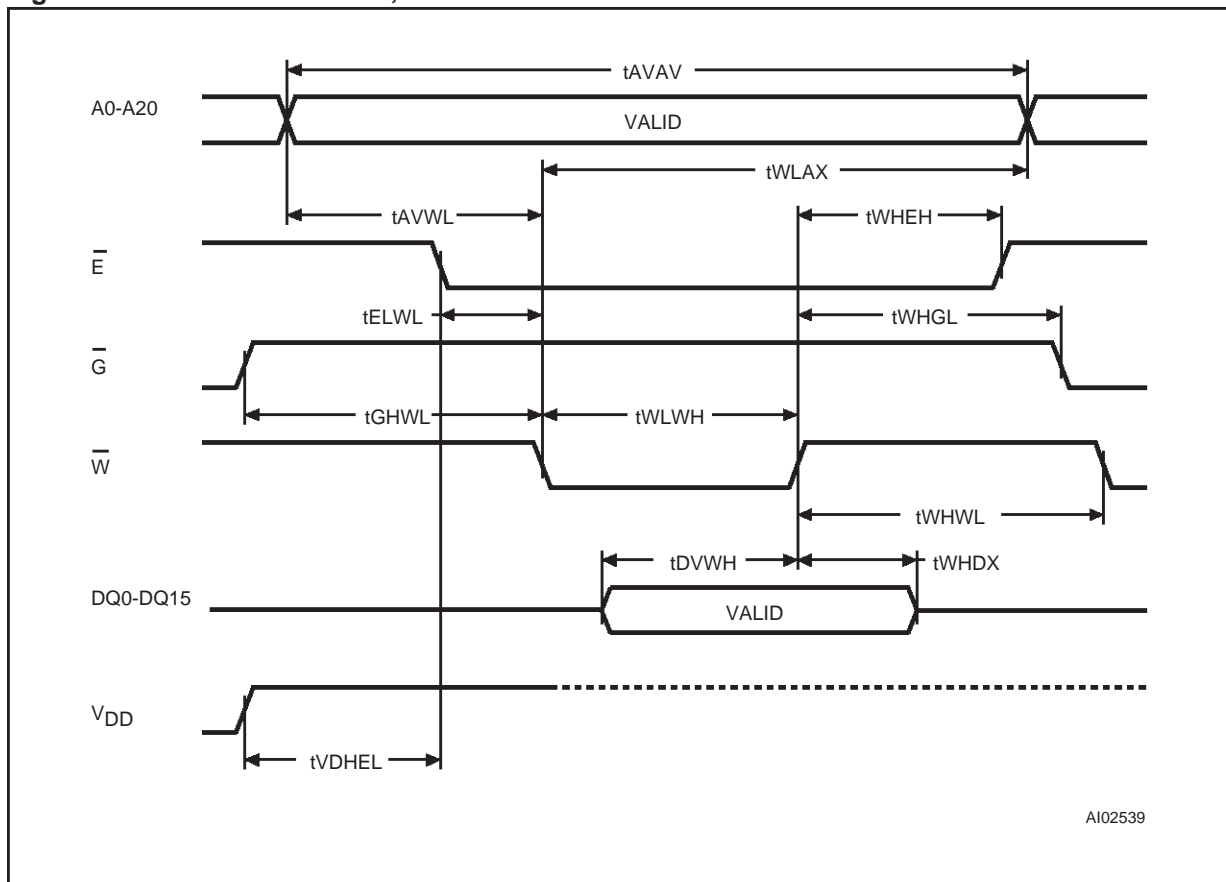 tAVAV
A0-A20
VALID
tWLAX
tAVWL
tWHEH
E̅
tELWL
tWHGL
G̅
tGHWL
tWLWH
W̅
tWHWL
tDVWH
tWHDX
DQ0-DQ15
VALID
VDD
tVDHEL
AI02539